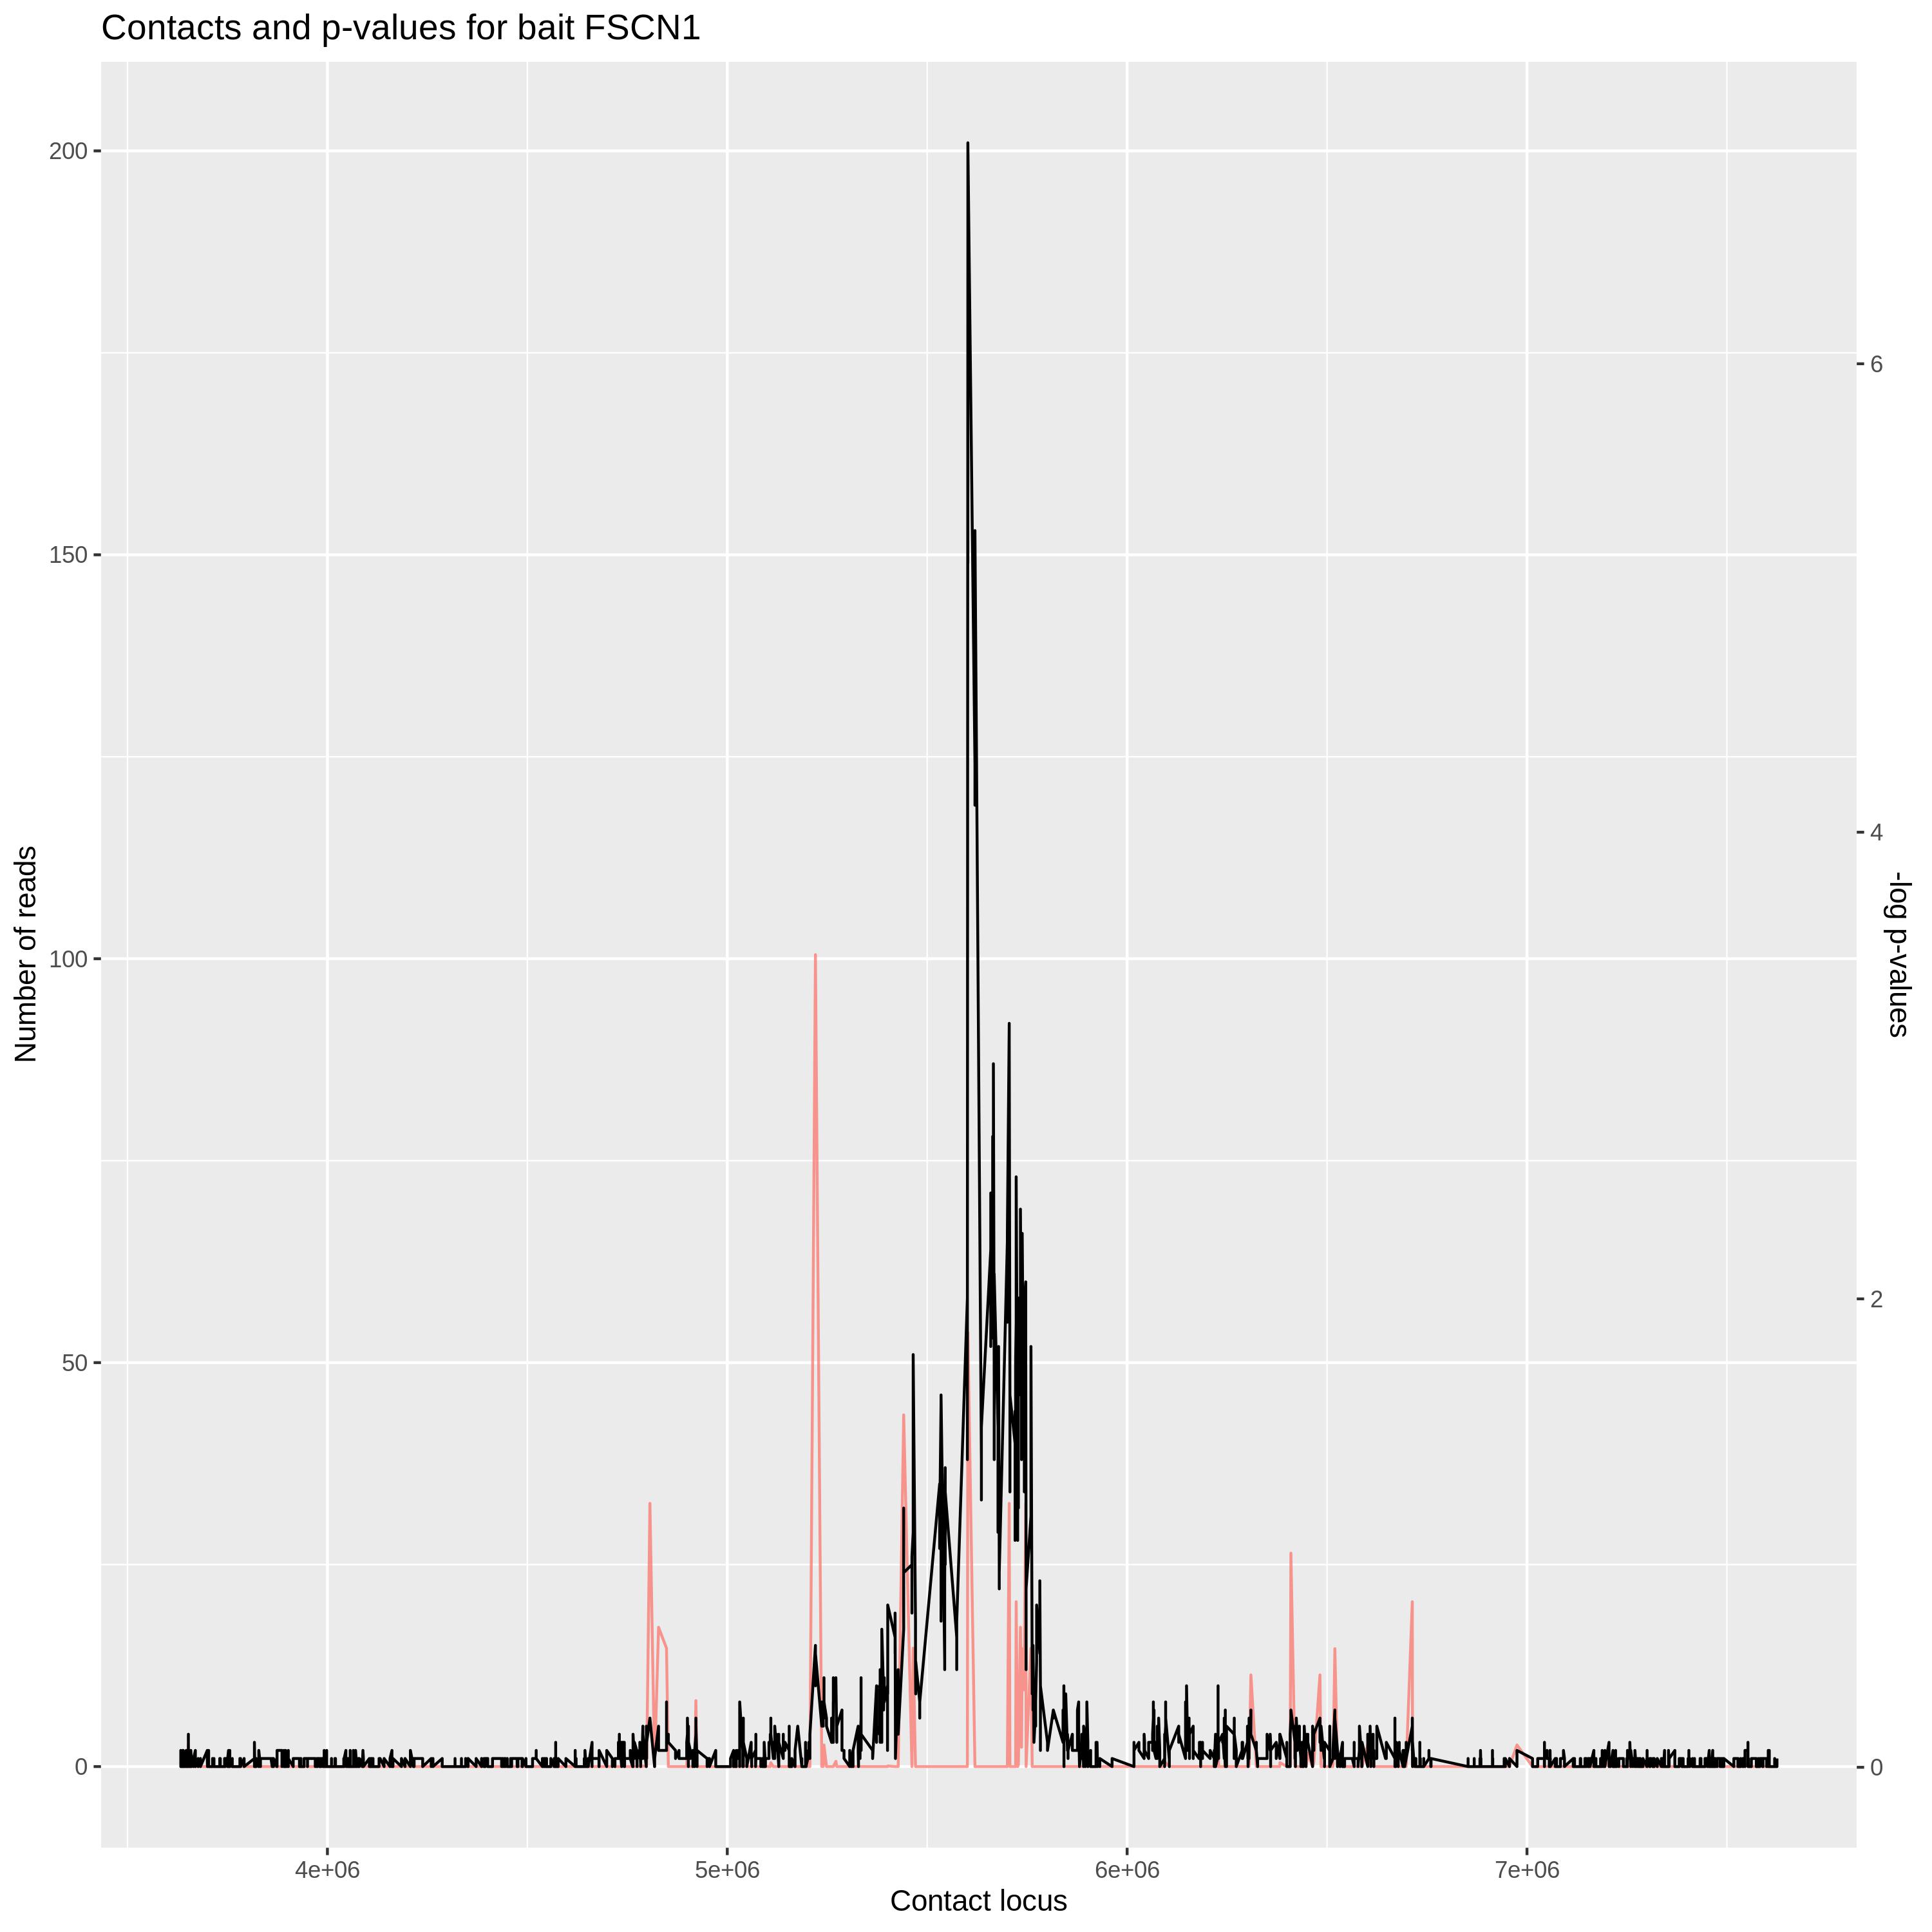 Contacts and p-values for bait FSCN1
200
150
100
50
0
Number of reads
6
4
2
0
-log p-values
4e+06
5e+06
6e+06
7e+06
Contact locus